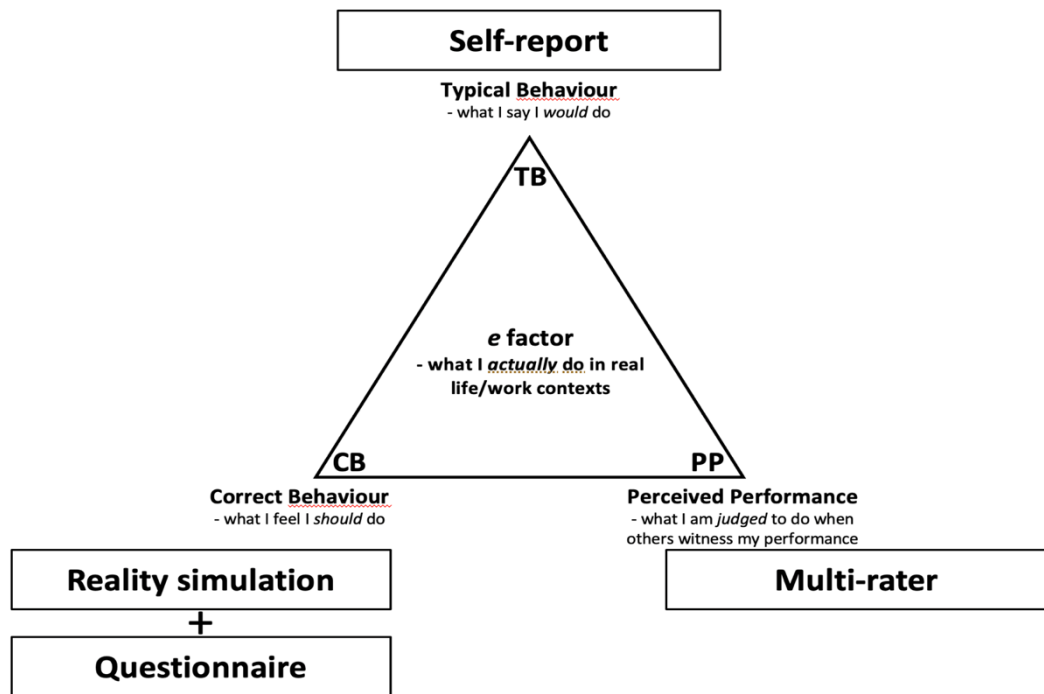 Self-report
Typical Behaviour
- what I say I would do
TB
e factor
- what I actually do in real
life/work contexts
CB
PP
Correct Behaviour
- what I feel I should do
Perceived Performance
- what I am judged to do when
others witness my performance
Reality simulation
+
Questionnaire
Multi-rater